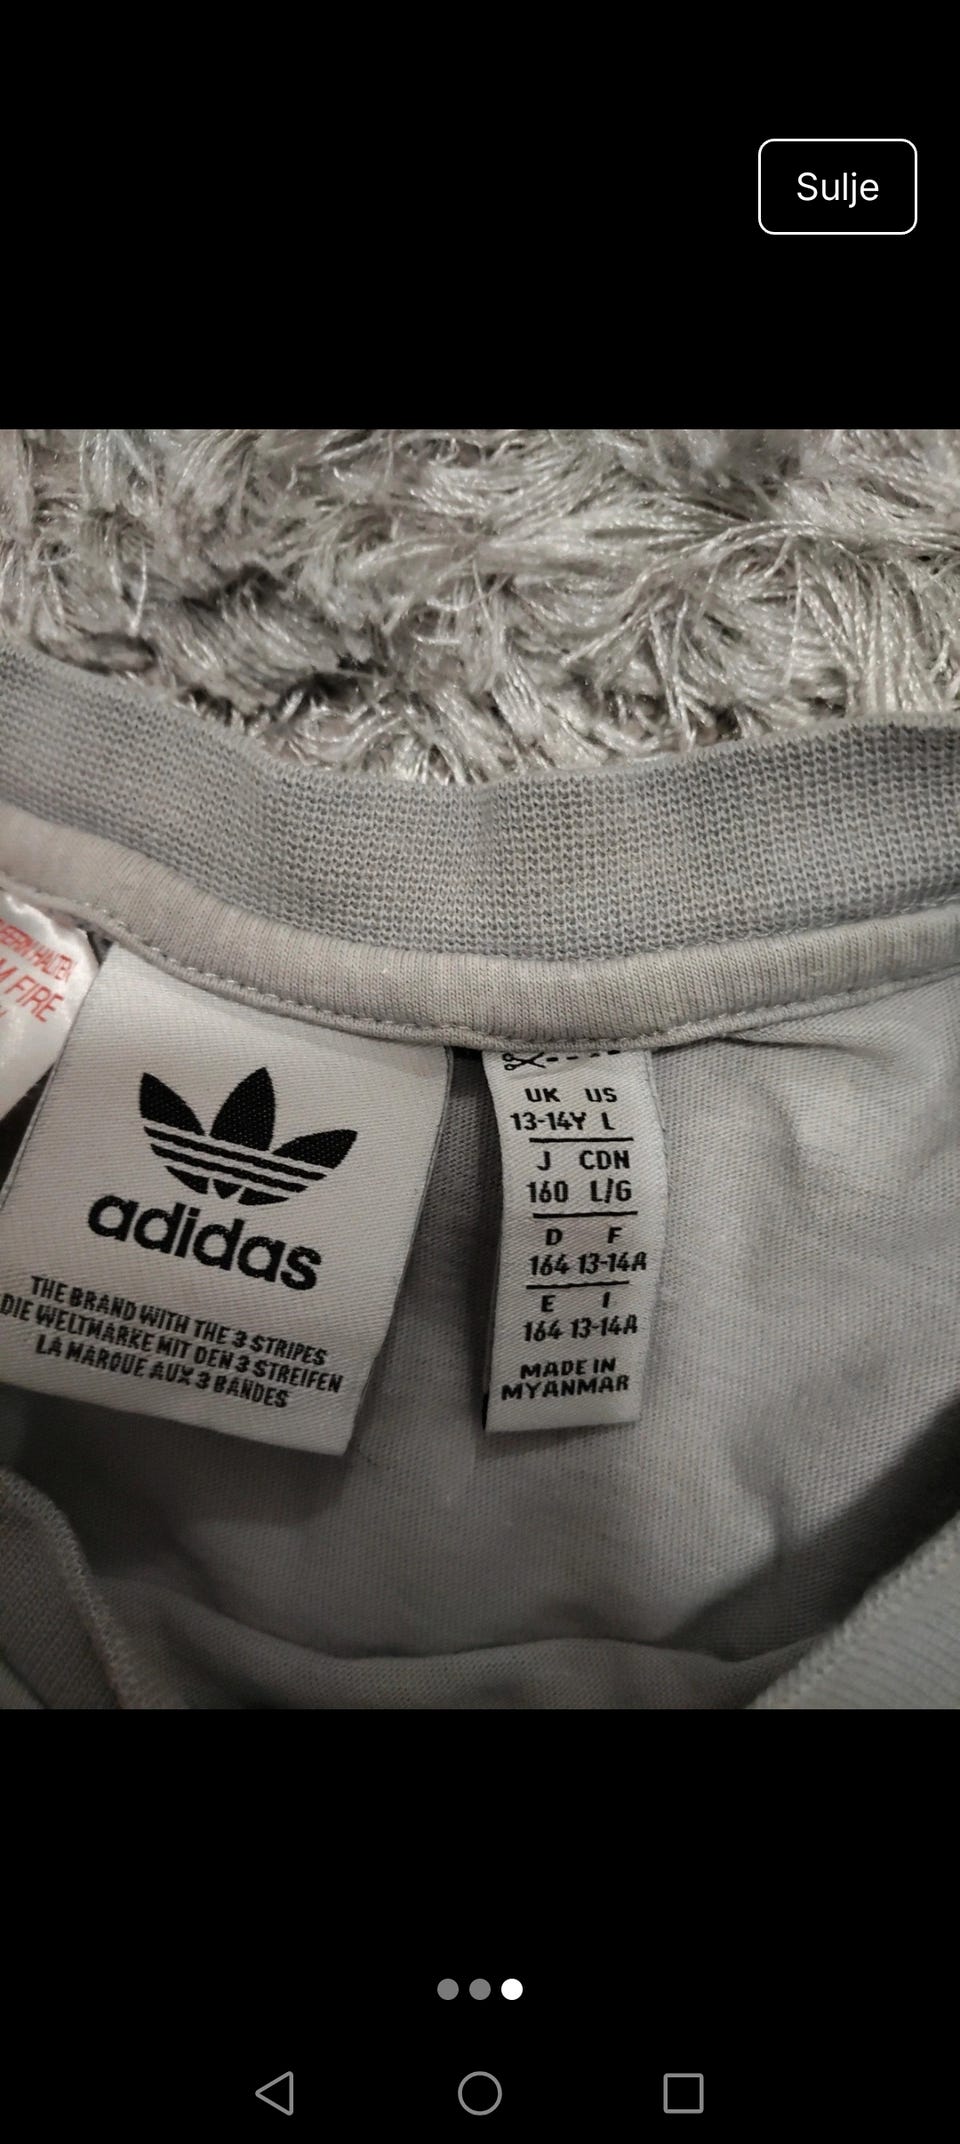 Sulje
FIRE
adidas
THE BRAND WITH THE 3 STRIPES
DIE WELTMARKE MIT DEN 3 STREIFEN
LA MARQUE AUX 3 BANDES
UK US
13-14Y L
J CDN
160 L/G
D F
164 13-14A
E I
164 13-14A
MADE IN
MYANMAR